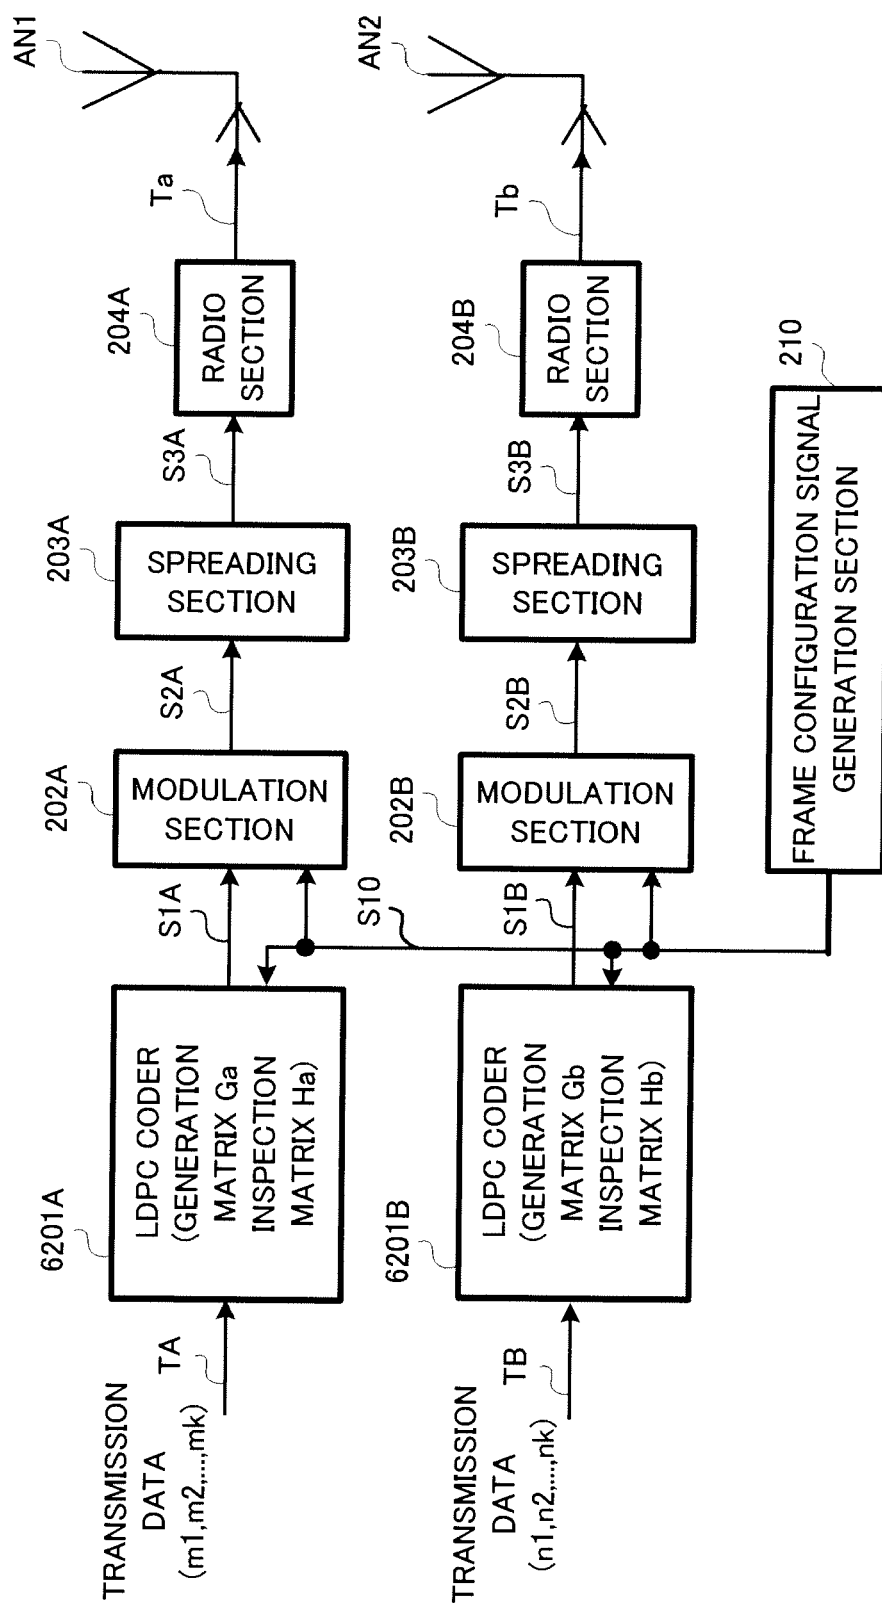 TRANSMISSION
DATA
(m1,m2,...,mk)
TA
6201A
LDPC CODER
(GENERATION
MATRIX Ga
INSPECTION
MATRIX Ha)
S1A
202A
MODULATION
SECTION
S2A
203A
SPREADING
SECTION
S3A
204A
RADIO
SECTION
Ta
AN1
TRANSMISSION
DATA
(n1,n2,...,nk)
TB
6201B
LDPC CODER
(GENERATION
MATRIX Gb
INSPECTION
MATRIX Hb)
S10
S1B
202B
MODULATION
SECTION
S2B
203B
SPREADING
SECTION
S3B
204B
RADIO
SECTION
Tb
AN2
210
FRAME CONFIGURATION SIGNAL
GENERATION SECTION